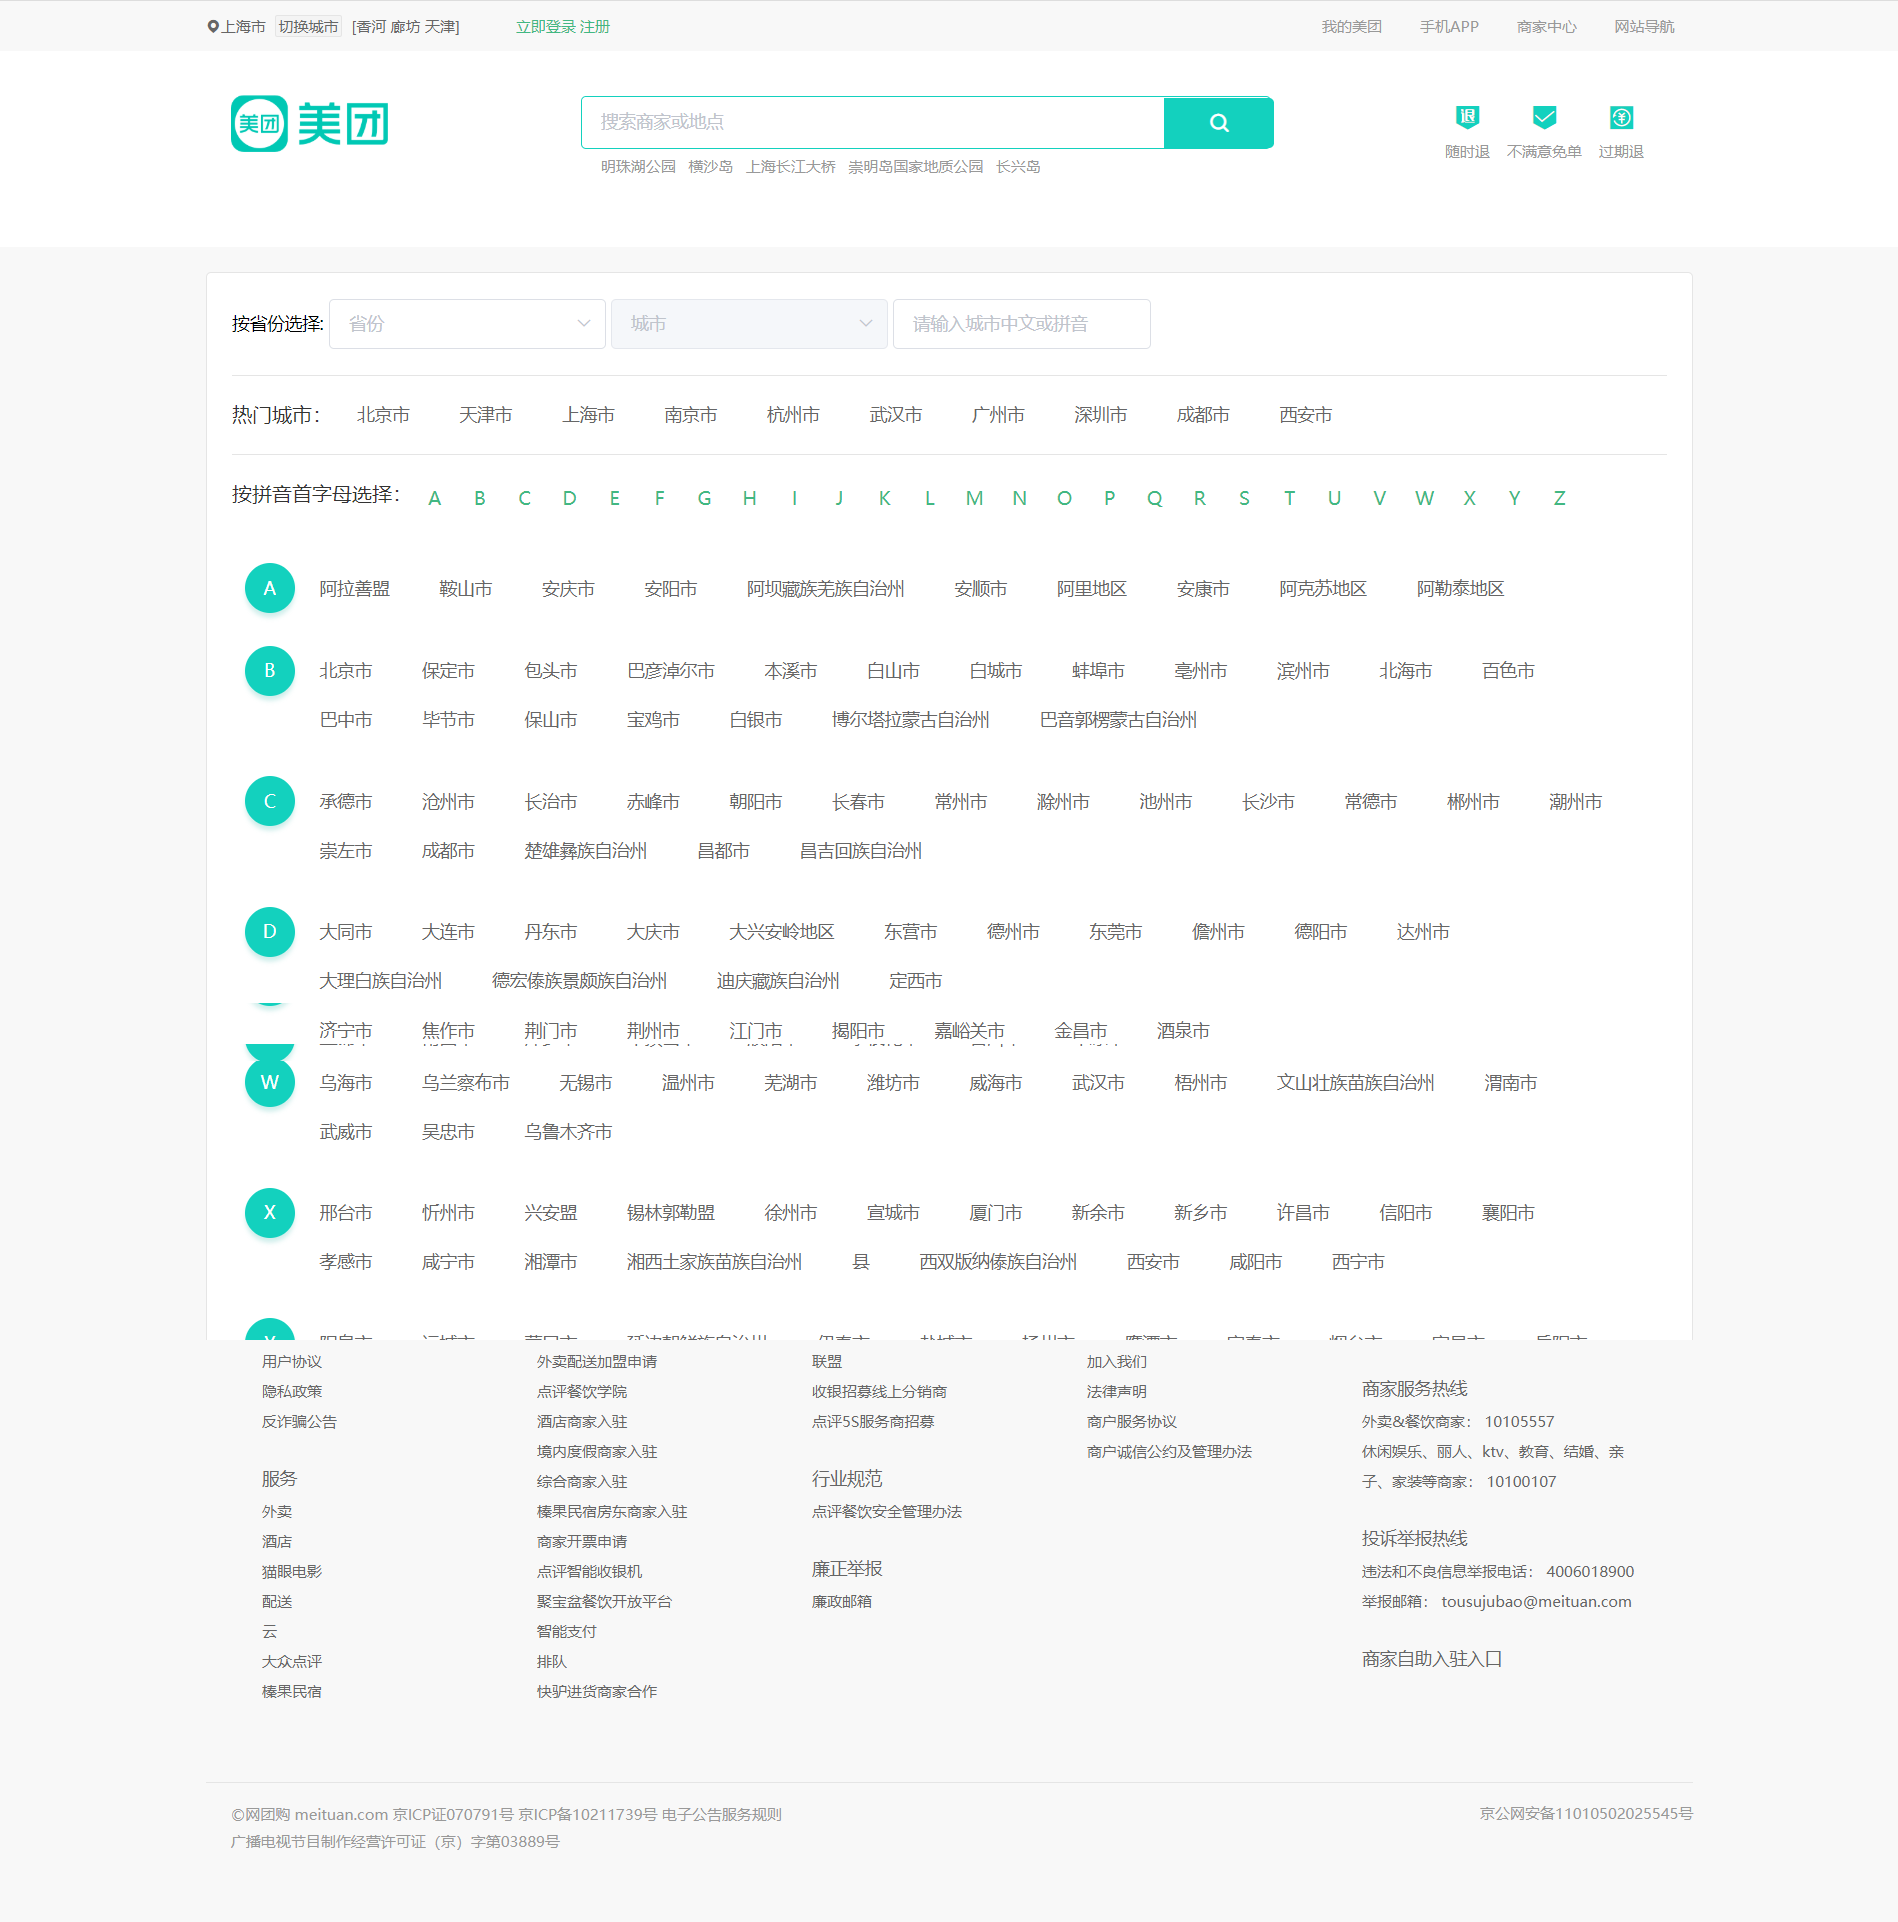 上海市 切换城市 [香河 廊坊 天津] 立即登录 注册 我的美团 手机APP 商家中心 网站导航
美团 美团
搜索商家或地点
明珠湖公园 横沙岛 上海长江大桥 崇明岛国家地质公园 长兴岛
退 随时退 不满意免单 过期退
按省份选择: 省份 城市 请输入城市中文或拼音
热门城市： 北京市 天津市 上海市 南京市 杭州市 武汉市 广州市 深圳市 成都市 西安市
按拼音首字母选择： A B C D E F G H I J K L M N O P Q R S T U V W X Y Z
A 阿拉善盟 鞍山市 安庆市 安阳市 阿坝藏族羌族自治州 安顺市 阿里地区 安康市 阿克苏地区 阿勒泰地区
B 北京市 保定市 包头市 巴彦淖尔市 本溪市 白山市 白城市 蚌埠市 亳州市 滨州市 北海市 百色市
巴中市 毕节市 保山市 宝鸡市 白银市 博尔塔拉蒙古自治州 巴音郭楞蒙古自治州
C 承德市 沧州市 长治市 赤峰市 朝阳市 长春市 常州市 滁州市 池州市 长沙市 常德市 郴州市 潮州市
崇左市 成都市 楚雄彝族自治州 昌都市 昌吉回族自治州
D 大同市 大连市 丹东市 大庆市 大兴安岭地区 东营市 德州市 东莞市 儋州市 德阳市 达州市
大理白族自治州 德宏傣族景颇族自治州 迪庆藏族自治州 定西市
济宁市 焦作市 荆门市 荆州市 江门市 揭阳市 嘉峪关市 金昌市 酒泉市
W 乌海市 乌兰察布市 无锡市 温州市 芜湖市 潍坊市 威海市 武汉市 梧州市 文山壮族苗族自治州 渭南市
武威市 吴忠市 乌鲁木齐市
X 邢台市 忻州市 兴安盟 锡林郭勒盟 徐州市 宣城市 厦门市 新余市 新乡市 许昌市 信阳市 襄阳市
孝感市 咸宁市 湘潭市 湘西土家族苗族自治州 县 西双版纳傣族自治州 西安市 咸阳市 西宁市
用户协议
隐私政策
反诈骗公告
服务
外卖
酒店
猫眼电影
配送
云
大众点评
榛果民宿
外卖配送加盟申请
点评餐饮学院
酒店商家入驻
境内度假商家入驻
综合商家入驻
榛果民宿房东商家入驻
商家开票申请
点评智能收银机
聚宝盆餐饮开放平台
智能支付
排队
快驴进货商家合作
联盟
收银招募线上分销商
点评5S服务商招募
行业规范
点评餐饮安全管理办法
廉正举报
廉政邮箱
加入我们
法律声明
商户服务协议
商户诚信公约及管理办法
商家服务热线
外卖&餐饮商家： 10105557
休闲娱乐、丽人、ktv、教育、结婚、亲
子、家装等商家： 10100107
投诉举报热线
违法和不良信息举报电话： 4006018900
举报邮箱： tousujubao@meituan.com
商家自助入驻入口
©网团购 meituan.com 京ICP证070791号 京ICP备10211739号 电子公告服务规则
广播电视节目制作经营许可证（京）字第03889号
京公网安备11010502025545号